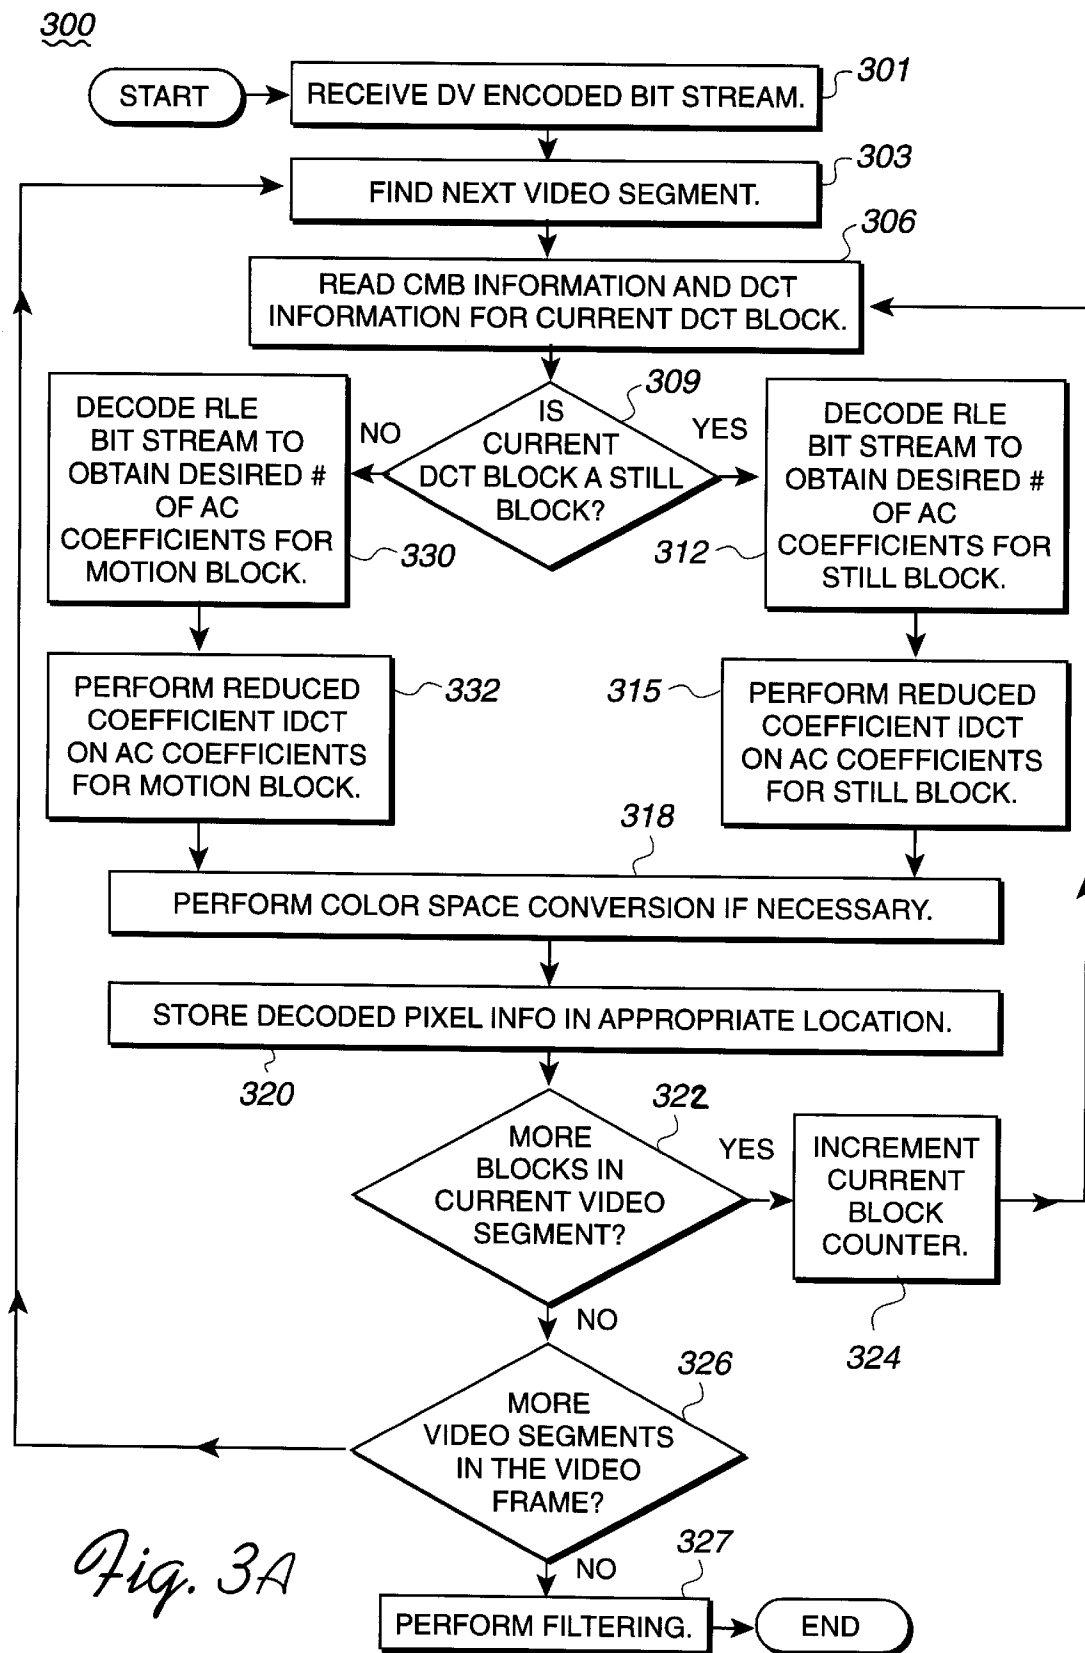 300
START
RECEIVE DV ENCODED BIT STREAM.
301
FIND NEXT VIDEO SEGMENT.
303
306
READ CMB INFORMATION AND DCT
INFORMATION FOR CURRENT DCT BLOCK.
309
IS
CURRENT
DCT BLOCK A STILL
BLOCK?
NO
YES
DECODE RLE
BIT STREAM TO
OBTAIN DESIRED #
OF AC
COEFFICIENTS FOR
MOTION BLOCK.
330
312
DECODE RLE
BIT STREAM TO
OBTAIN DESIRED #
OF AC
COEFFICIENTS FOR
STILL BLOCK.
PERFORM REDUCED
COEFFICIENT IDCT
ON AC COEFFICIENTS
FOR MOTION BLOCK.
332
315
PERFORM REDUCED
COEFFICIENT IDCT
ON AC COEFFICIENTS
FOR STILL BLOCK.
318
PERFORM COLOR SPACE CONVERSION IF NECESSARY.
STORE DECODED PIXEL INFO IN APPROPRIATE LOCATION.
320
322
MORE
BLOCKS IN
CURRENT VIDEO
SEGMENT?
YES
INCREMENT
CURRENT
BLOCK
COUNTER.
324
NO
326
MORE
VIDEO SEGMENTS
IN THE VIDEO
FRAME?
NO
327
PERFORM FILTERING.
END
Fig. 3A